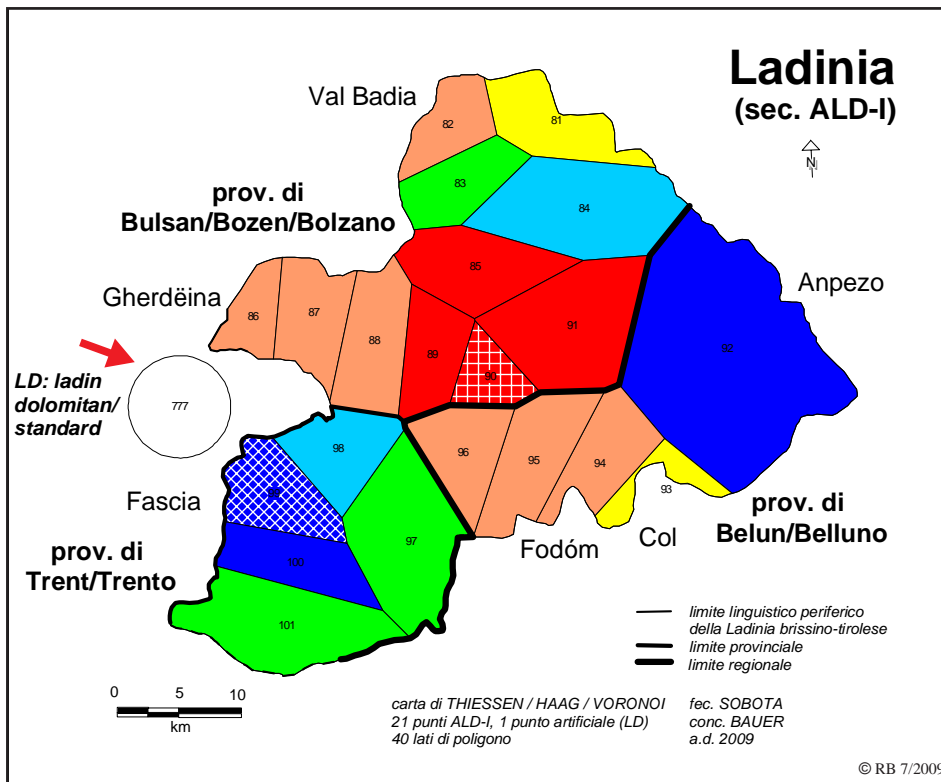 Ladinia
(sec. ALD-I)
N
Val Badia
82
81
83
84
prov. di
Bulsan/Bozen/Bolzano
85
Gherdëina
86
87
88
89
90
91
92
Anpezo
LD: ladin
dolomitan/
standard
777
98
96
95
94
93
Fascia
97
Fodóm
Col
prov. di
Belun/Belluno
prov. di
Trent/Trento
100
101
limite linguistico periferico
della Ladinia brissino-tirolese
limite provinciale
limite regionale
0 5 10
km
carta di THIESSEN / HAAG / VORONOI
21 punti ALD-I, 1 punto artificiale (LD)
40 lati di poligono
fec. SOBOTA
conc. BAUER
a.d. 2009
© RB 7/2009